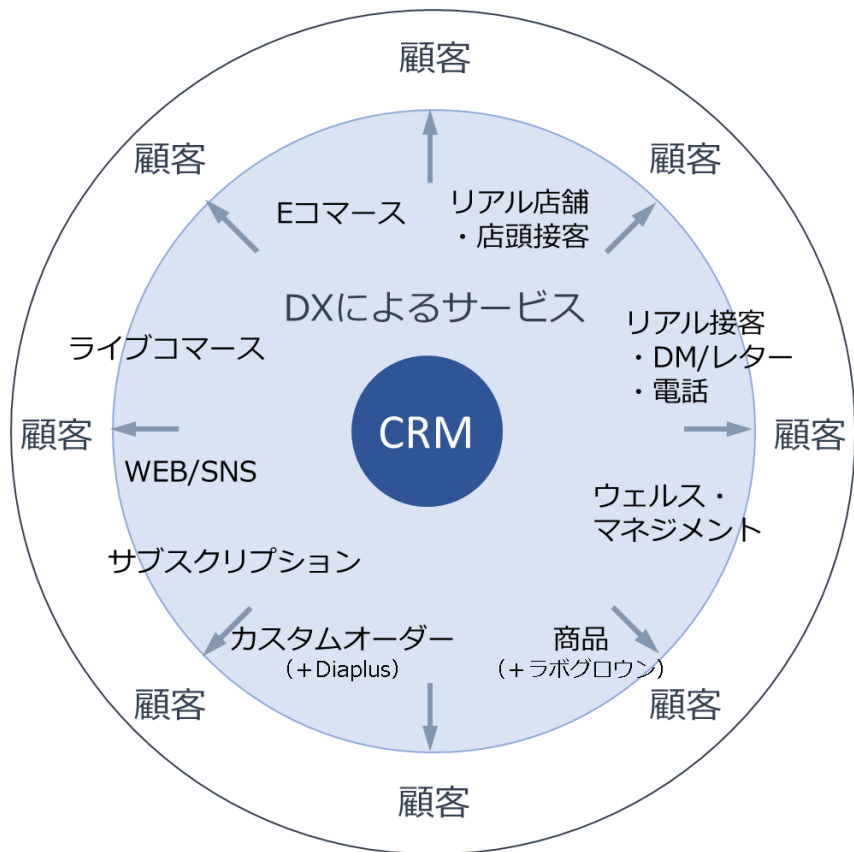 顧客
顧客
顧客
Eコマース
リアル店舗
・店頭接客
DXによるサービス
ライブコマース
リアル接客
・DM/レター
・電話
顧客
CRM
顧客
WEB/SNS
ウェルス・
マネジメント
サブスクリプション
カスタムオーダー
（＋Diaplus）
商品
（＋ラボグロウン）
顧客
顧客
顧客